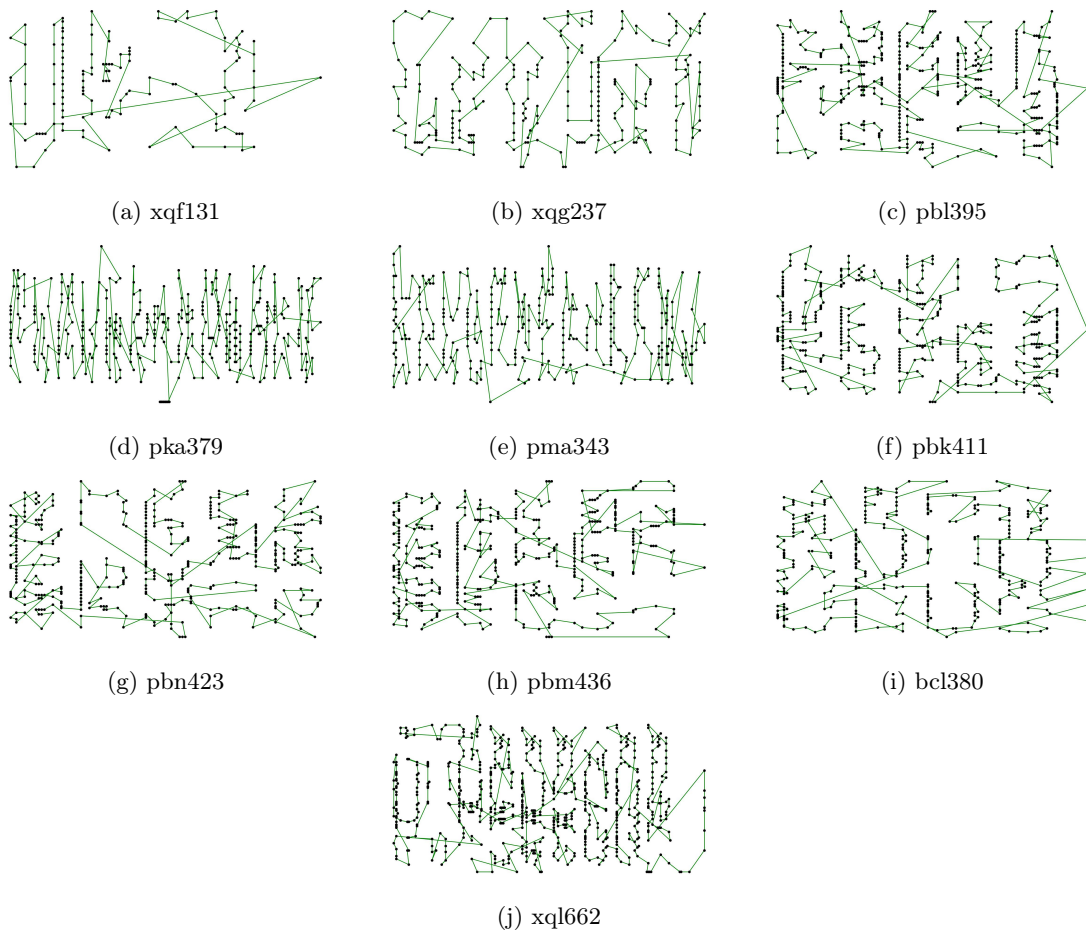 (a) xqf131
(b) xqg237
(c) pbl395
(d) pka379
(e) pma343
(f) pbk411
(g) pbn423
(h) pbm436
(i) bcl380
(j) xql662